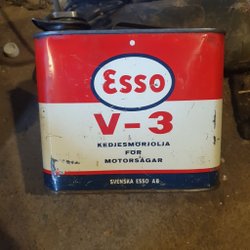 Esso
V-3
KEDJESMÖRJOLJA
FÖR
MOTORSÅGAR
SVENSKA ESSO AB